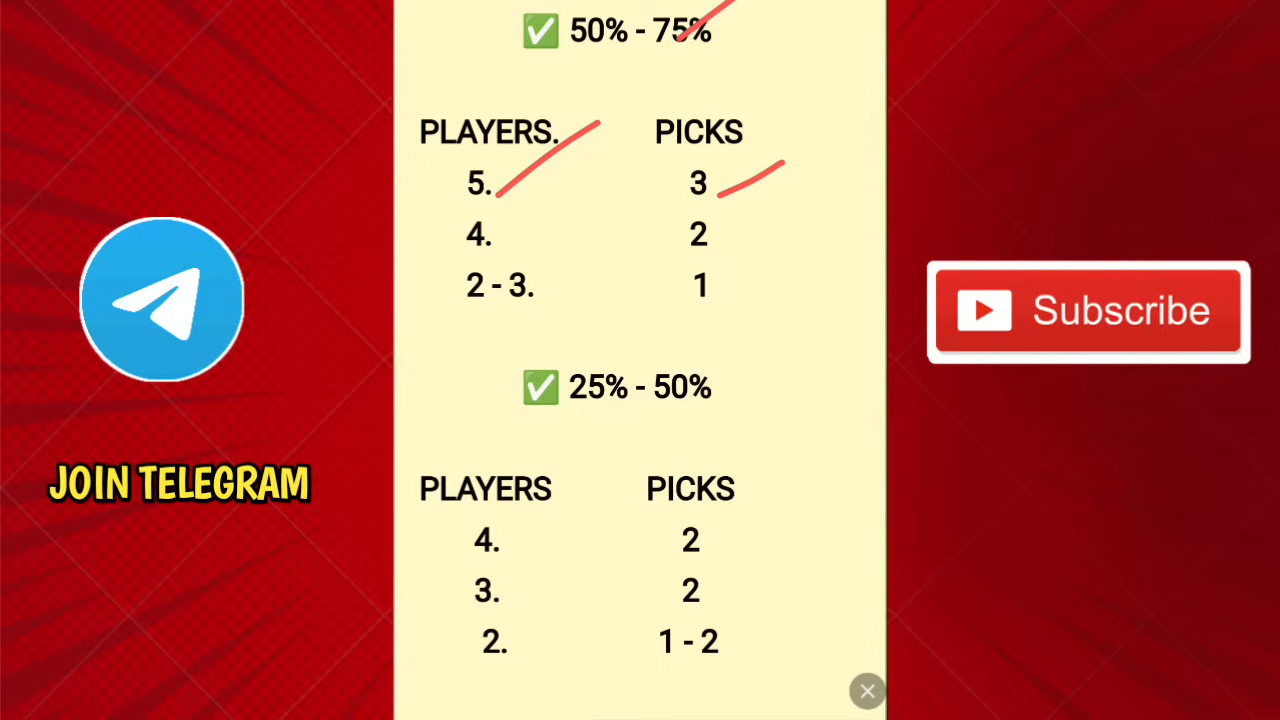 ✅ 50% - 75%
PLAYERS. PICKS
5. 3
4. 2
2 - 3. 1
✅ 25% - 50%
PLAYERS PICKS
4. 2
3. 2
2. 1 - 2
JOIN TELEGRAM
Subscribe